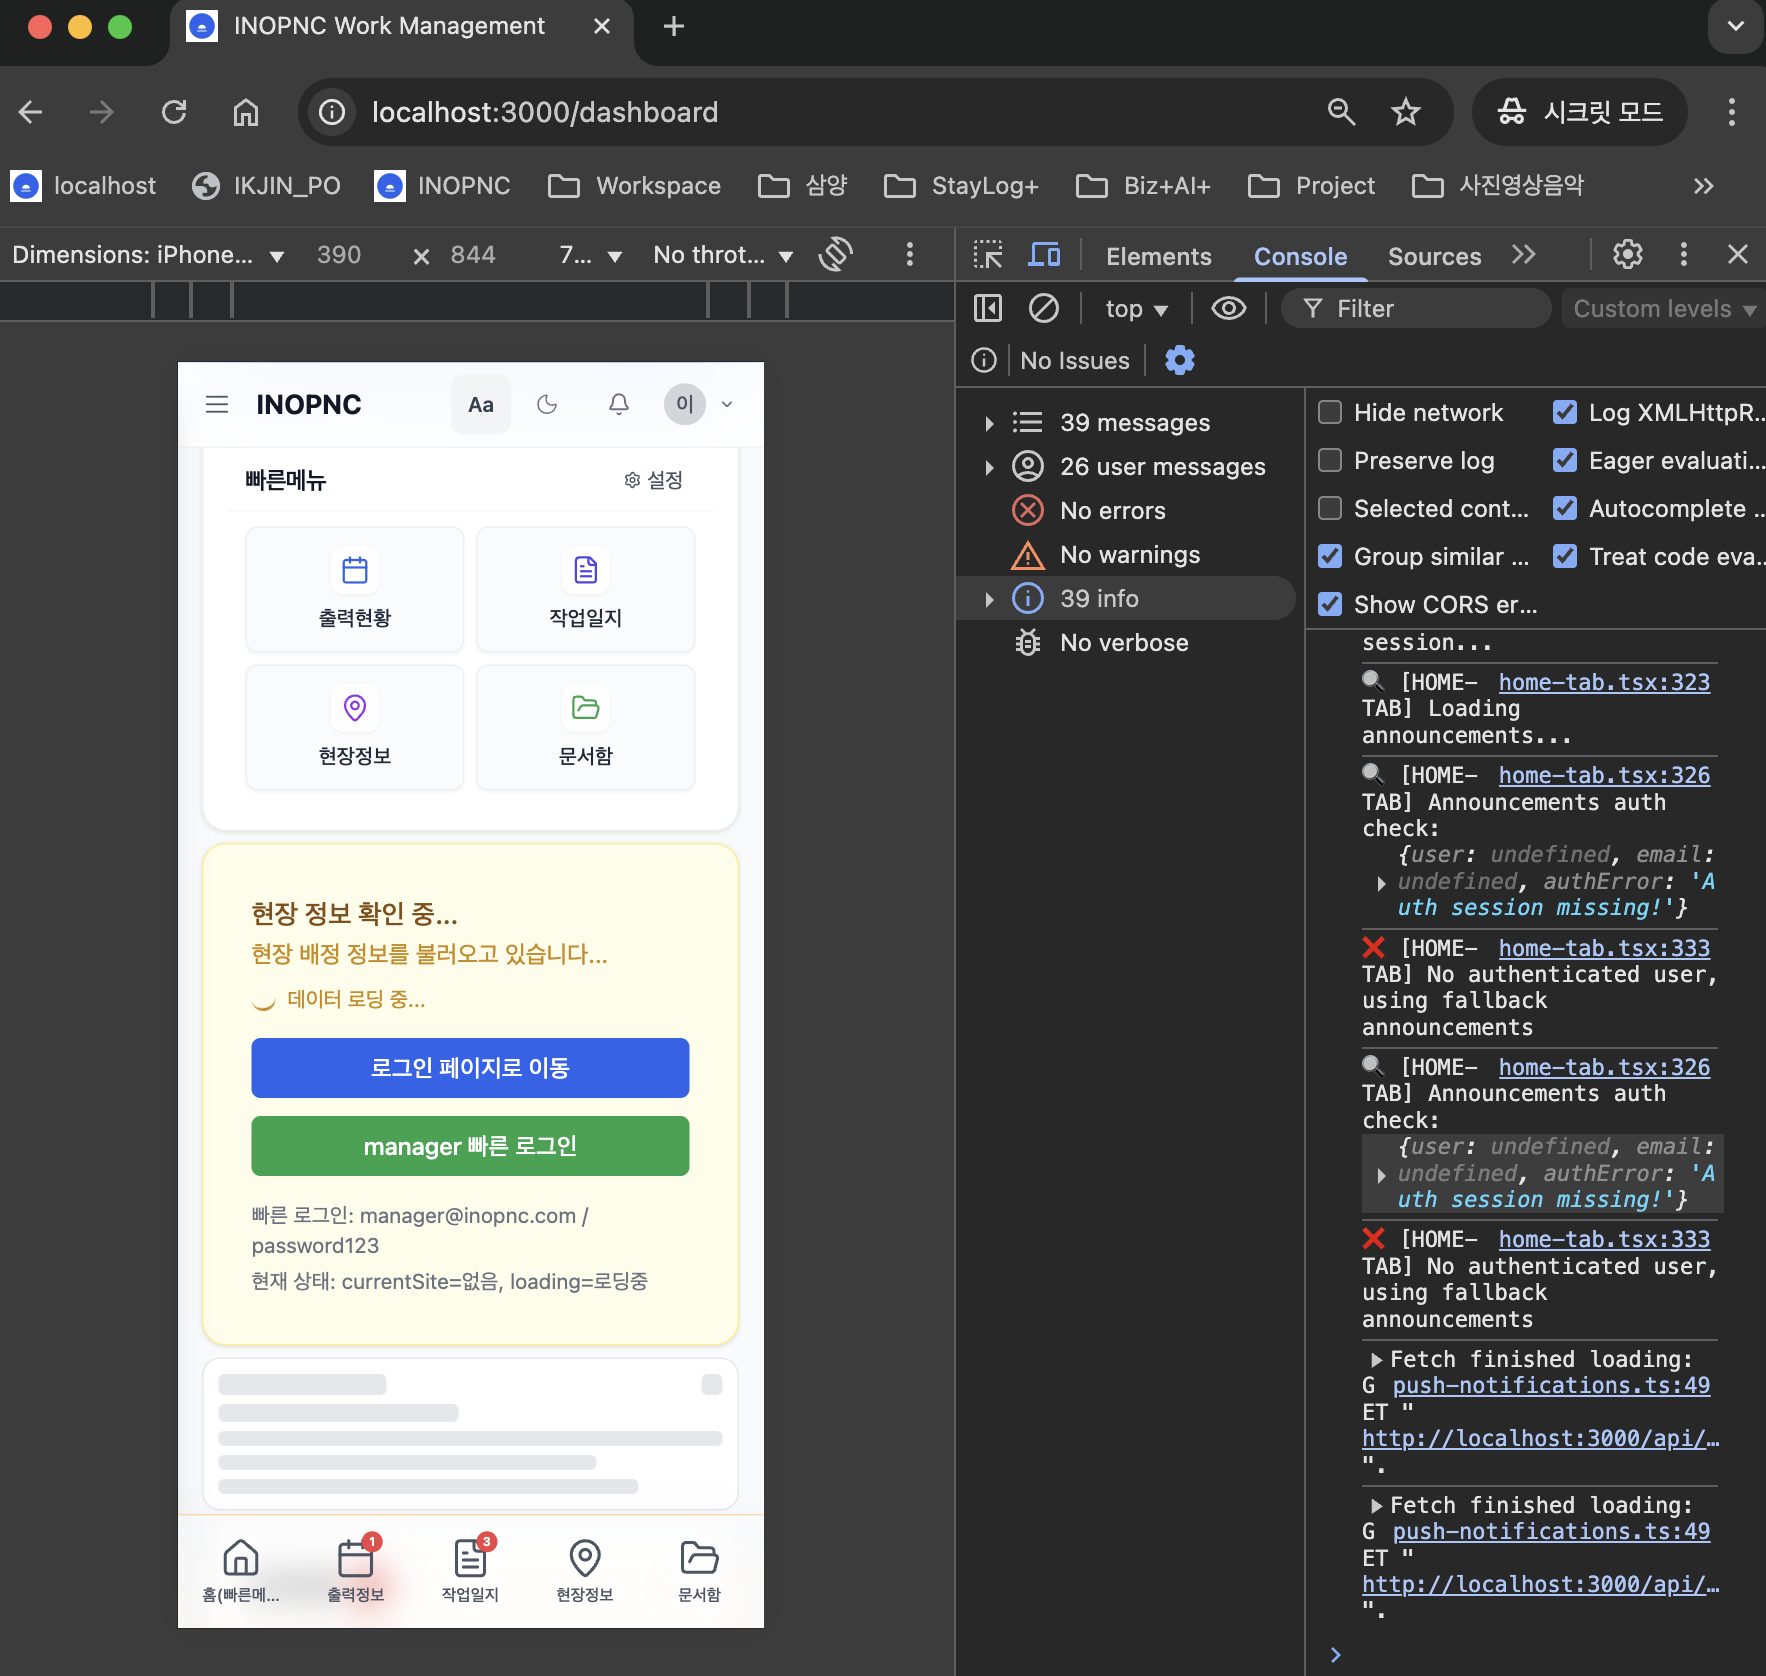 INOPNC Work Management
localhost:3000/dashboard
시크릿 모드
localhost
IKJIN_PO
INOPNC
Workspace
삼양
StayLog+
Biz+AI+
Project
사진영상음악
Dimensions: iPhone...
390
844
7...
No throt...
Elements
Console
Sources
top
Filter
Custom levels
No Issues
39 messages
26 user messages
No errors
No warnings
39 info
No verbose
Hide network
Log XMLHttpR...
Preserve log
Eager evaluati...
Selected cont...
Autocomplete ...
Group similar ...
Treat code eva...
Show CORS er...
INOPNC
Aa
이
빠른메뉴
설정
출력현황
작업일지
현장정보
문서함
현장 정보 확인 중...
현장 배정 정보를 불러오고 있습니다...
데이터 로딩 중...
로그인 페이지로 이동
manager 빠른 로그인
빠른 로그인: manager@inopnc.com /
password123
현재 상태: currentSite=없음, loading=로딩중
1
3
홈(빠른메...
출력정보
작업일지
현장정보
문서함
session...
[HOME- home-tab.tsx:323
TAB] Loading
announcements...
[HOME- home-tab.tsx:326
TAB] Announcements auth
check:
{user: undefined, email:
undefined, authError: 'A
uth session missing!'}
[HOME- home-tab.tsx:333
TAB] No authenticated user,
using fallback
announcements
[HOME- home-tab.tsx:326
TAB] Announcements auth
check:
{user: undefined, email:
undefined, authError: 'A
uth session missing!'}
[HOME- home-tab.tsx:333
TAB] No authenticated user,
using fallback
announcements
Fetch finished loading:
G push-notifications.ts:49
ET "
http://localhost:3000/api/…
".
Fetch finished loading:
G push-notifications.ts:49
ET "
http://localhost:3000/api/…
".